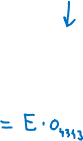 ↓
= E · 0₄₃₁₃